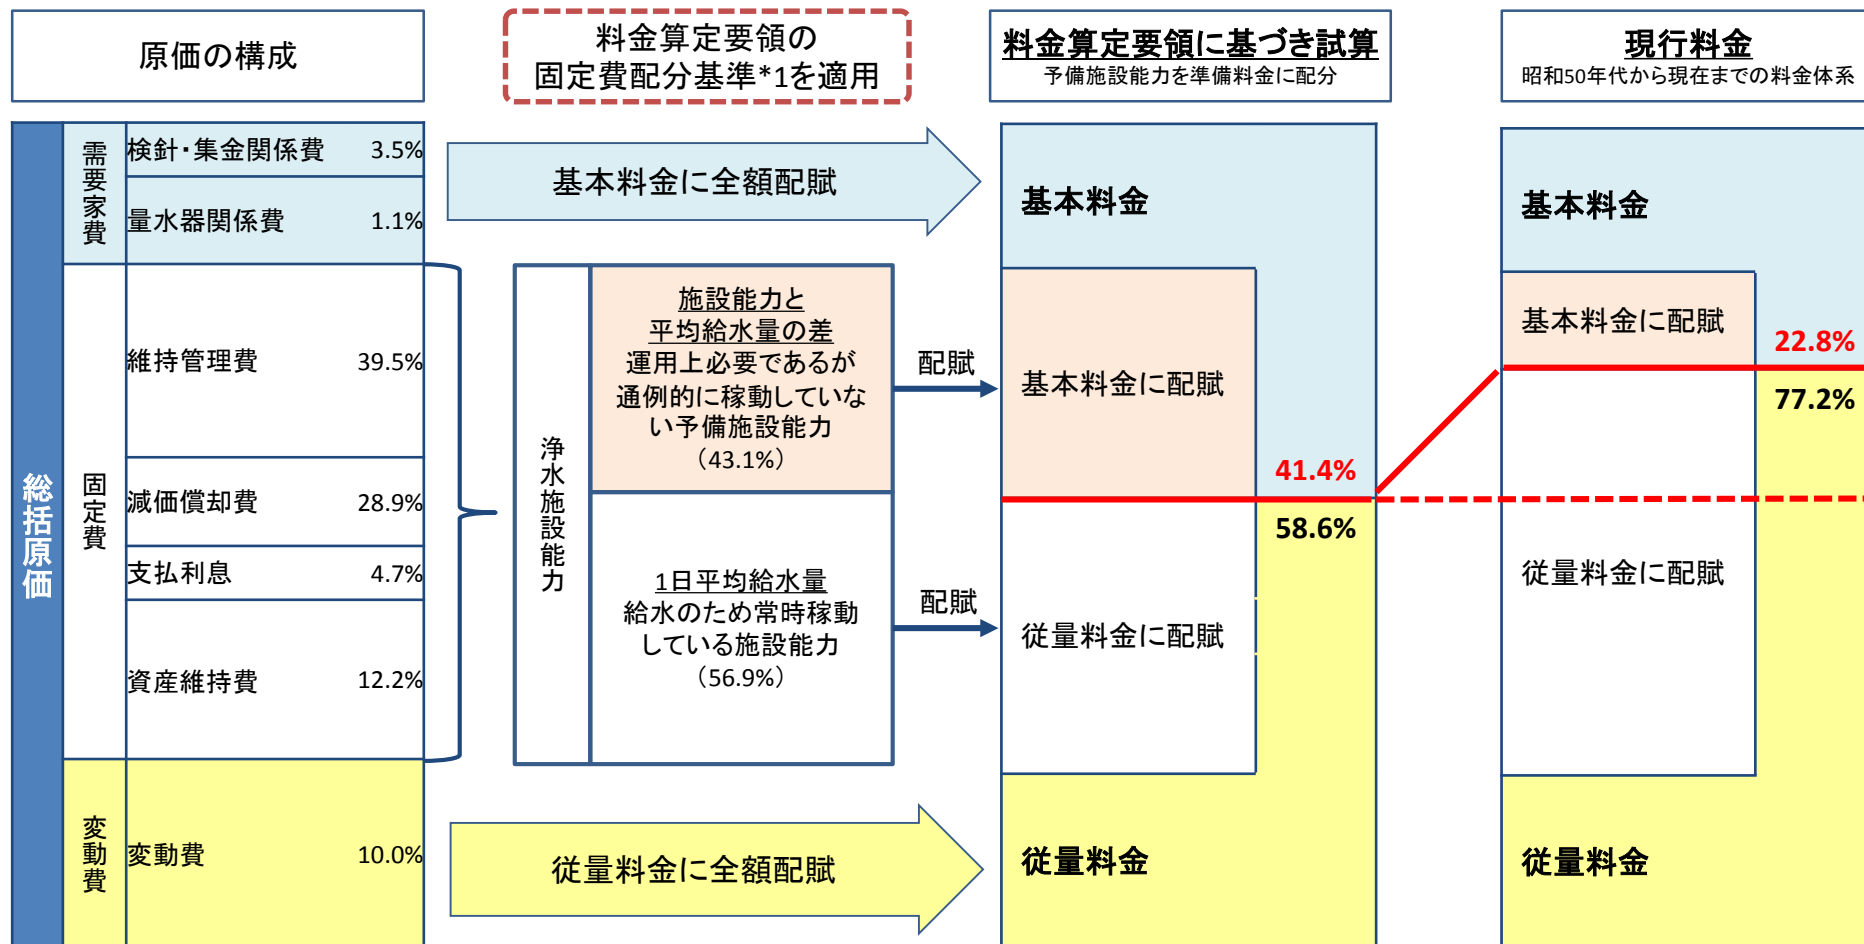 原価の構成
料金算定要領の
固定費配分基準*1を適用
料金算定要領に基づき試算
予備施設能力を準備料金に配分
現行料金
昭和50年代から現在までの料金体系
総括原価
需要家費
検針・集金関係費 3.5%
量水器関係費 1.1%
固定費
維持管理費 39.5%
減価償却費 28.9%
支払利息 4.7%
資産維持費 12.2%
変動費
変動費 10.0%
基本料金に全額配賦
浄水施設能力
施設能力と
平均給水量の差
運用上必要であるが
通例的に稼動していな
い予備施設能力
（43.1%）
1日平均給水量
給水のため常時稼動
している施設能力
（56.9%）
配賦
配賦
従量料金に全額配賦
基本料金
基本料金に配賦
41.4%
58.6%
従量料金に配賦
従量料金
基本料金
基本料金に配賦
22.8%
77.2%
従量料金に配賦
従量料金